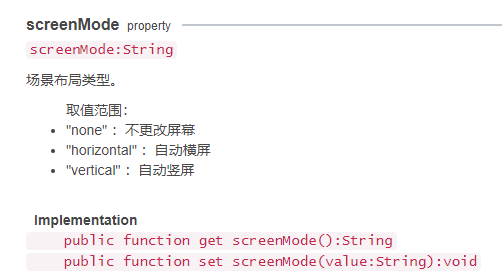 screenMode property
screenMode:String
场景布局类型。
取值范围：
"none" ：不更改屏幕
"horizontal" ：自动横屏
"vertical" ：自动竖屏
Implementation
public function get screenMode():String
public function set screenMode(value:String):void